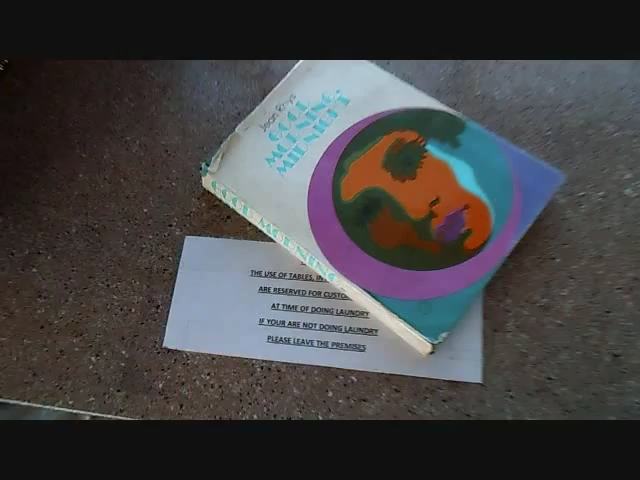 Jean Rhys
GOOD
MORNING,
MIDNIGHT
GOOD MORNING
THE USE OF TABLES,
ARE RESERVED FOR
AT TIME OF DOING LAUNDRY
IF YOUR ARE NOT DOING LAUNDRY
PLEASE LEAVE THE PREMISES